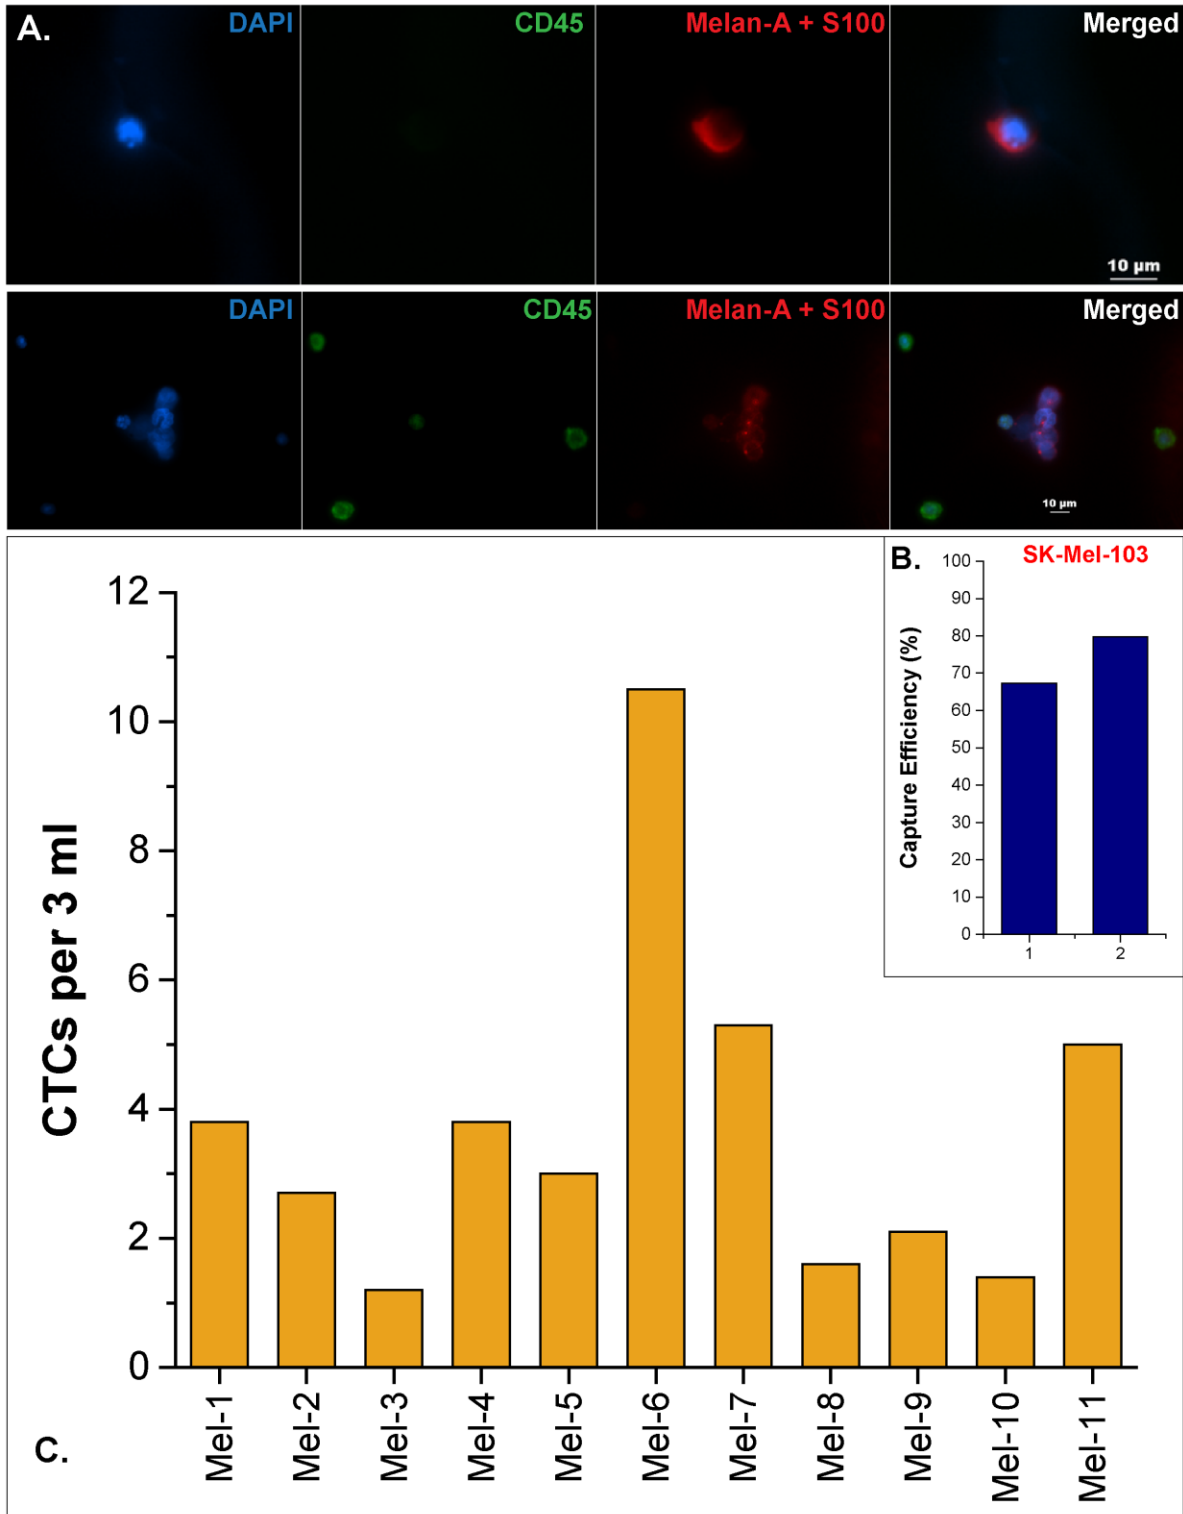 A.
DAPI
CD45
Melan-A + S100
Merged
10 µm
DAPI
CD45
Melan-A + S100
Merged
10 µm
B.
SK-Mel-103
Capture Efficiency (%)
100
90
80
70
60
50
40
30
20
10
0
1
2
CTCs per 3 ml
12
10
8
6
4
2
0
Mel-1
Mel-2
Mel-3
Mel-4
Mel-5
Mel-6
Mel-7
Mel-8
Mel-9
Mel-10
Mel-11
C.